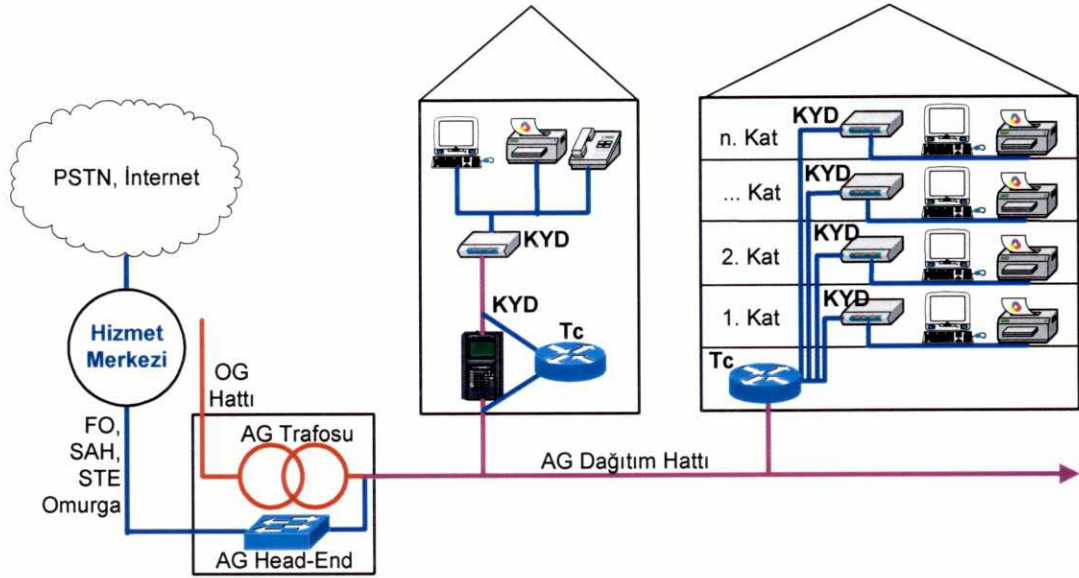 PSTN, İnternet
Hizmet
Merkezi
FO,
SAH,
STE
Omurga
OG
Hattı
AG Trafosu
AG Head-End
AG Dağıtım Hattı
KYD
KYD
Tc
n. Kat
KYD
... Kat
KYD
2. Kat
KYD
1. Kat
KYD
Tc